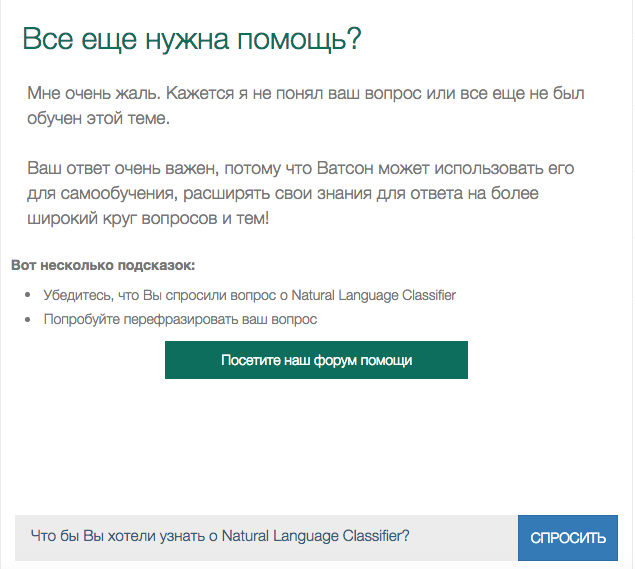 Все еще нужна помощь?
Мне очень жаль. Кажется я не понял ваш вопрос или все еще не был
обучен этой теме.
Ваш ответ очень важен, потому что Ватсон может использовать его
для самообучения, расширять свои знания для ответа на более
широкий круг вопросов и тем!
Вот несколько подсказок:
• Убедитесь, что Вы спросили вопрос о Natural Language Classifier
• Попробуйте перефразировать ваш вопрос
Посетите наш форум помощи
Что бы Вы хотели узнать о Natural Language Classifier?
СПРОСИТЬ